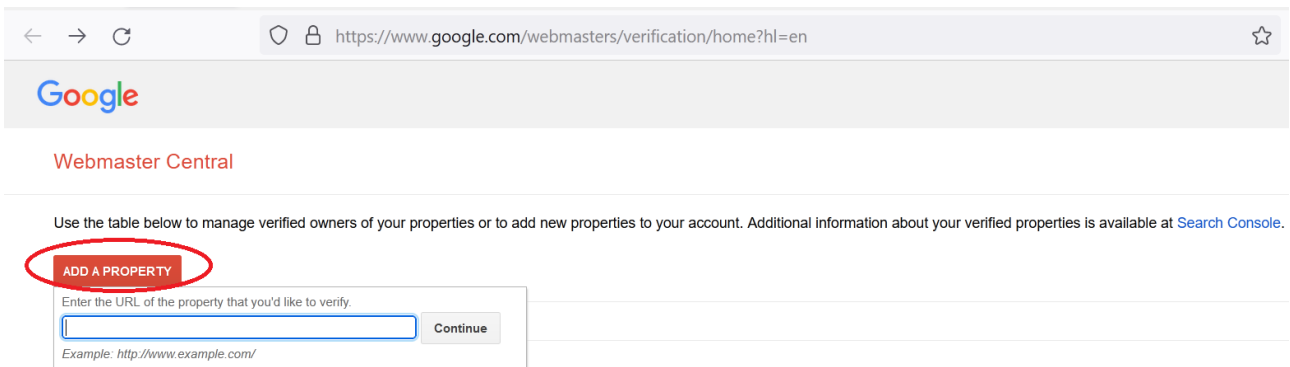 https://www.google.com/webmasters/verification/home?hl=en
Google
Webmaster Central
Use the table below to manage verified owners of your properties or to add new properties to your account. Additional information about your verified properties is available at Search Console.
ADD A PROPERTY
Enter the URL of the property that you'd like to verify.
Continue
Example: http://www.example.com/